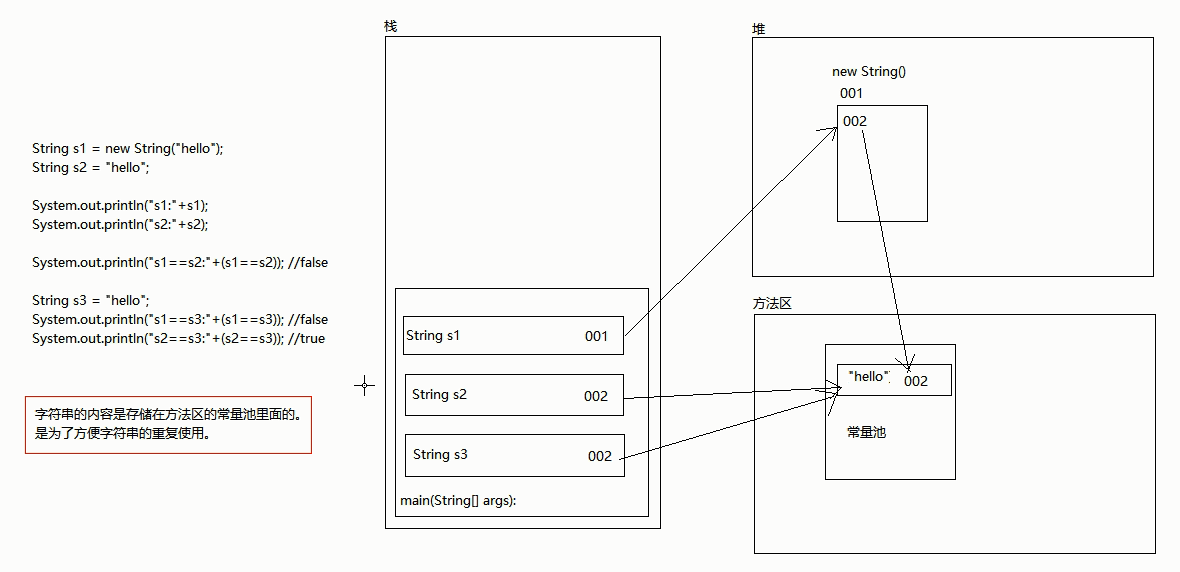 String s1 = new String("hello");
String s2 = "hello";
System.out.println("s1:"+s1);
System.out.println("s2:"+s2);
System.out.println("s1==s2:"+(s1==s2)); //false
String s3 = "hello";
System.out.println("s1==s3:"+(s1==s3)); //false
System.out.println("s2==s3:"+(s2==s3)); //true
字符串的内容是存储在方法区的常量池里面的。
是为了方便字符串的重复使用。
栈
String s1 001
String s2 002
String s3 002
main(String[] args):
堆
new String()
001
002
方法区
"hello" 002
常量池